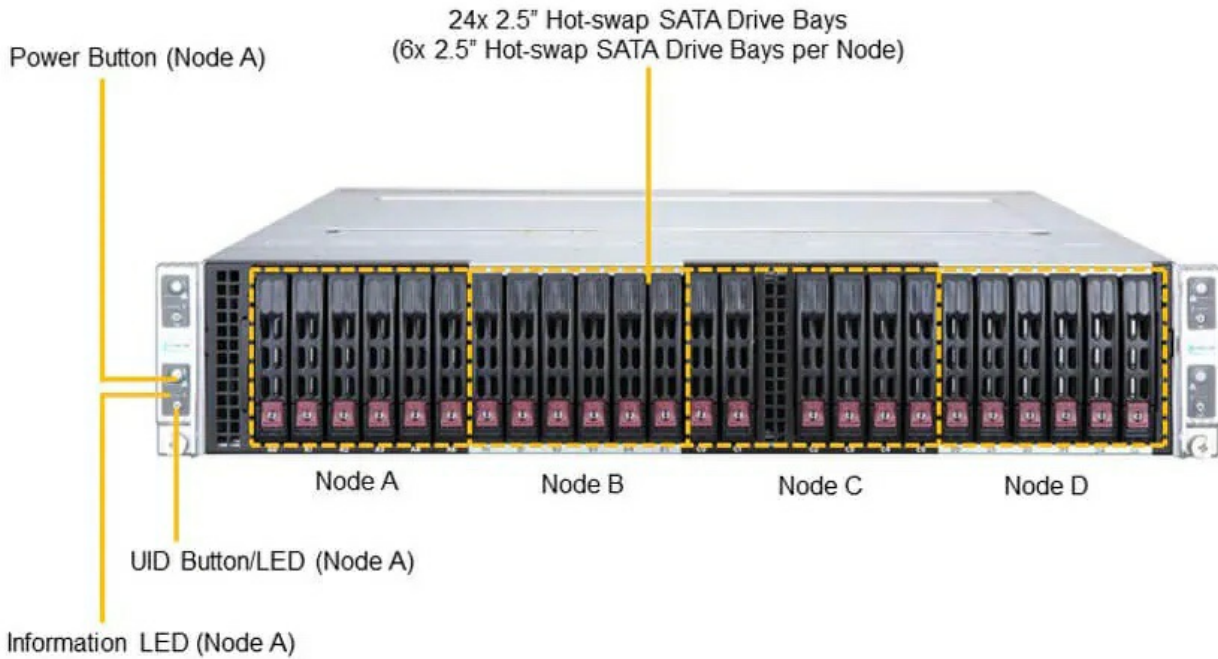 24x 2.5" Hot-swap SATA Drive Bays
(6x 2.5" Hot-swap SATA Drive Bays per Node)
Power Button (Node A)
Node A
Node B
Node C
Node D
UID Button/LED (Node A)
Information LED (Node A)